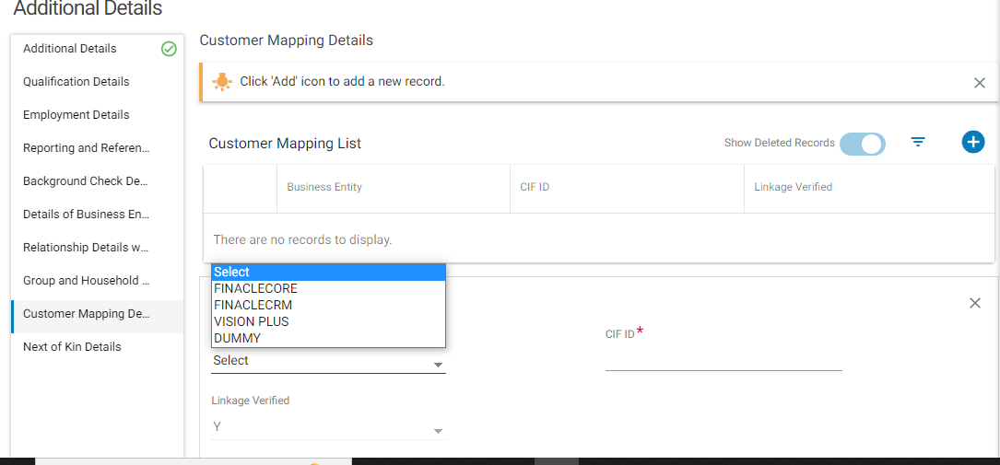 Additional Details
Additional Details
Qualification Details
Employment Details
Reporting and Referen...
Background Check De...
Details of Business En...
Relationship Details w...
Group and Household ...
Customer Mapping De...
Next of Kin Details
Customer Mapping Details
Click 'Add' icon to add a new record.
Customer Mapping List
Show Deleted Records
Business Entity CIF ID Linkage Verified
There are no records to display.
Select
FINACLECORE
FINACLECRM
VISION PLUS
DUMMY
Select
CIF ID *
Linkage Verified
Y